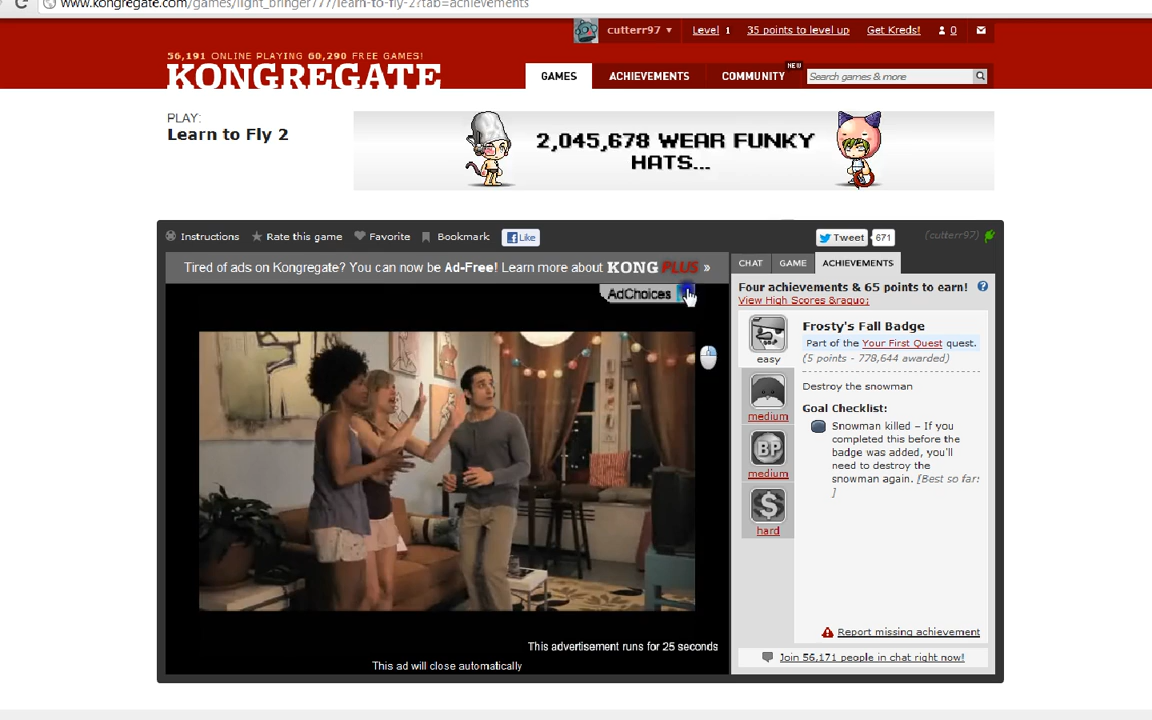 www.kongregate.com/games/light_bringer777/learn-to-fly-2?tab=achievements
cutterr97 Level 1 35 points to level up Get Kreds! 0
56,191 ONLINE PLAYING 60,290 FREE GAMES!
KONGREGATE
GAMES ACHIEVEMENTS COMMUNITY NEW Search games & more
PLAY:
Learn to Fly 2
2,045,678 WEAR FUNKY
HATS...
Instructions Rate this game Favorite Bookmark Like Tweet 671 (cutterr97)
Tired of ads on Kongregate? You can now be Ad-Free! Learn more about KONG PLUS »
AdChoices
CHAT GAME ACHIEVEMENTS
Four achievements & 65 points to earn! ?
View High Scores &raquo;
Frosty's Fall Badge
Part of the Your First Quest quest.
(5 points - 778,644 awarded)
easy
Destroy the snowman
Goal Checklist:
Snowman killed – If you
completed this before the
badge was added, you'll
need to destroy the
snowman again. [Best so far:
]
medium
BP
medium
$
hard
Report missing achievement
Join 56,171 people in chat right now!
This advertisement runs for 25 seconds
This ad will close automatically